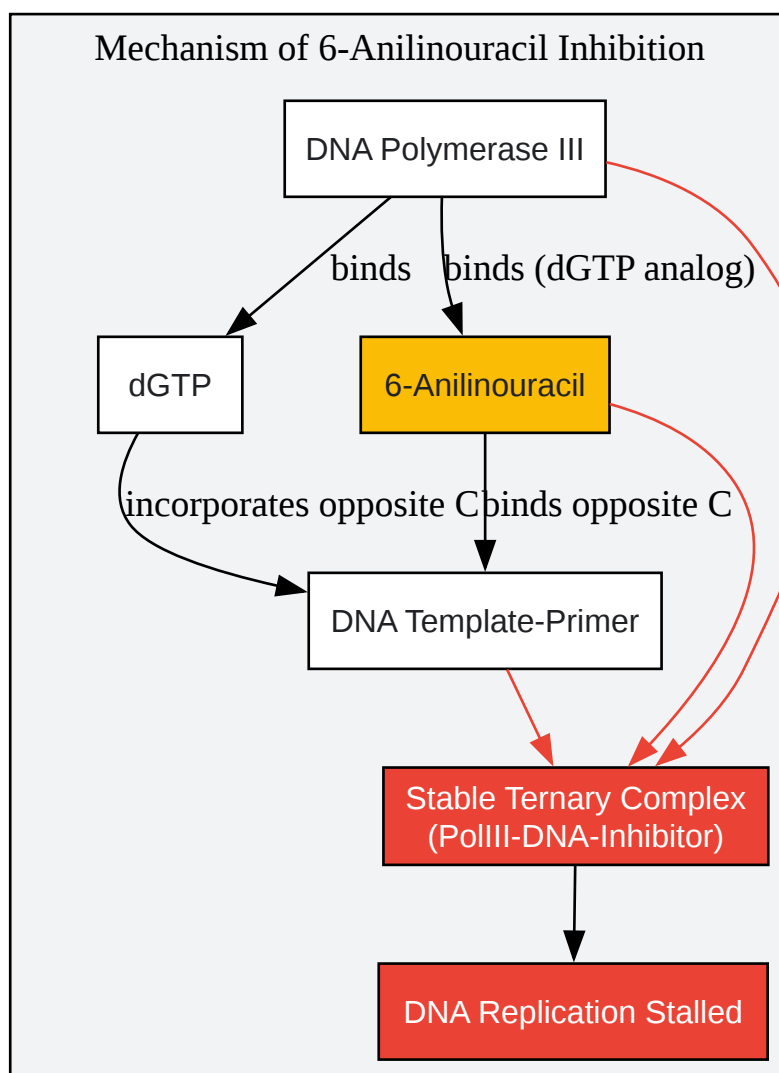 Mechanism of 6-Anilinouracil Inhibition
DNA Polymerase III
binds
binds (dGTP analog)
dGTP
6-Anilinouracil
incorporates opposite C
binds opposite C
DNA Template-Primer
Stable Ternary Complex
(PolIII-DNA-Inhibitor)
DNA Replication Stalled